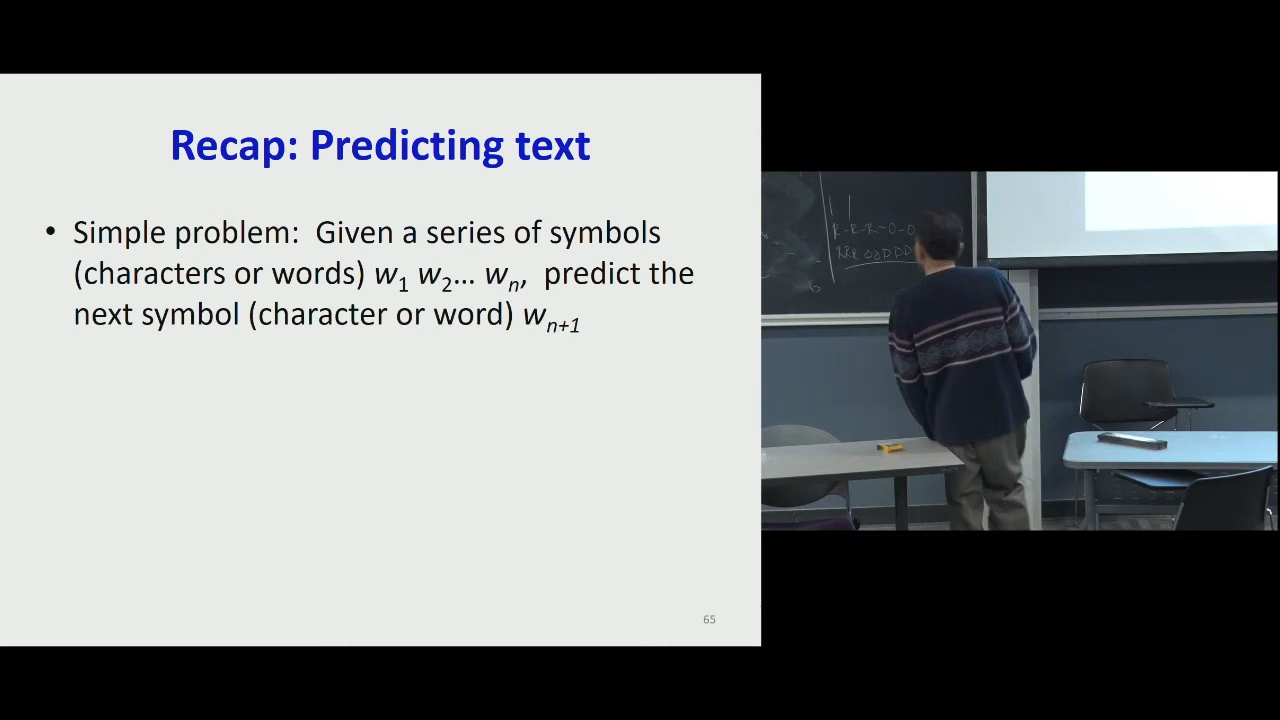 Recap: Predicting text
• Simple problem: Given a series of symbols
(characters or words) w1 w2… wn, predict the
next symbol (character or word) wn+1
65
R-R-R-O-O